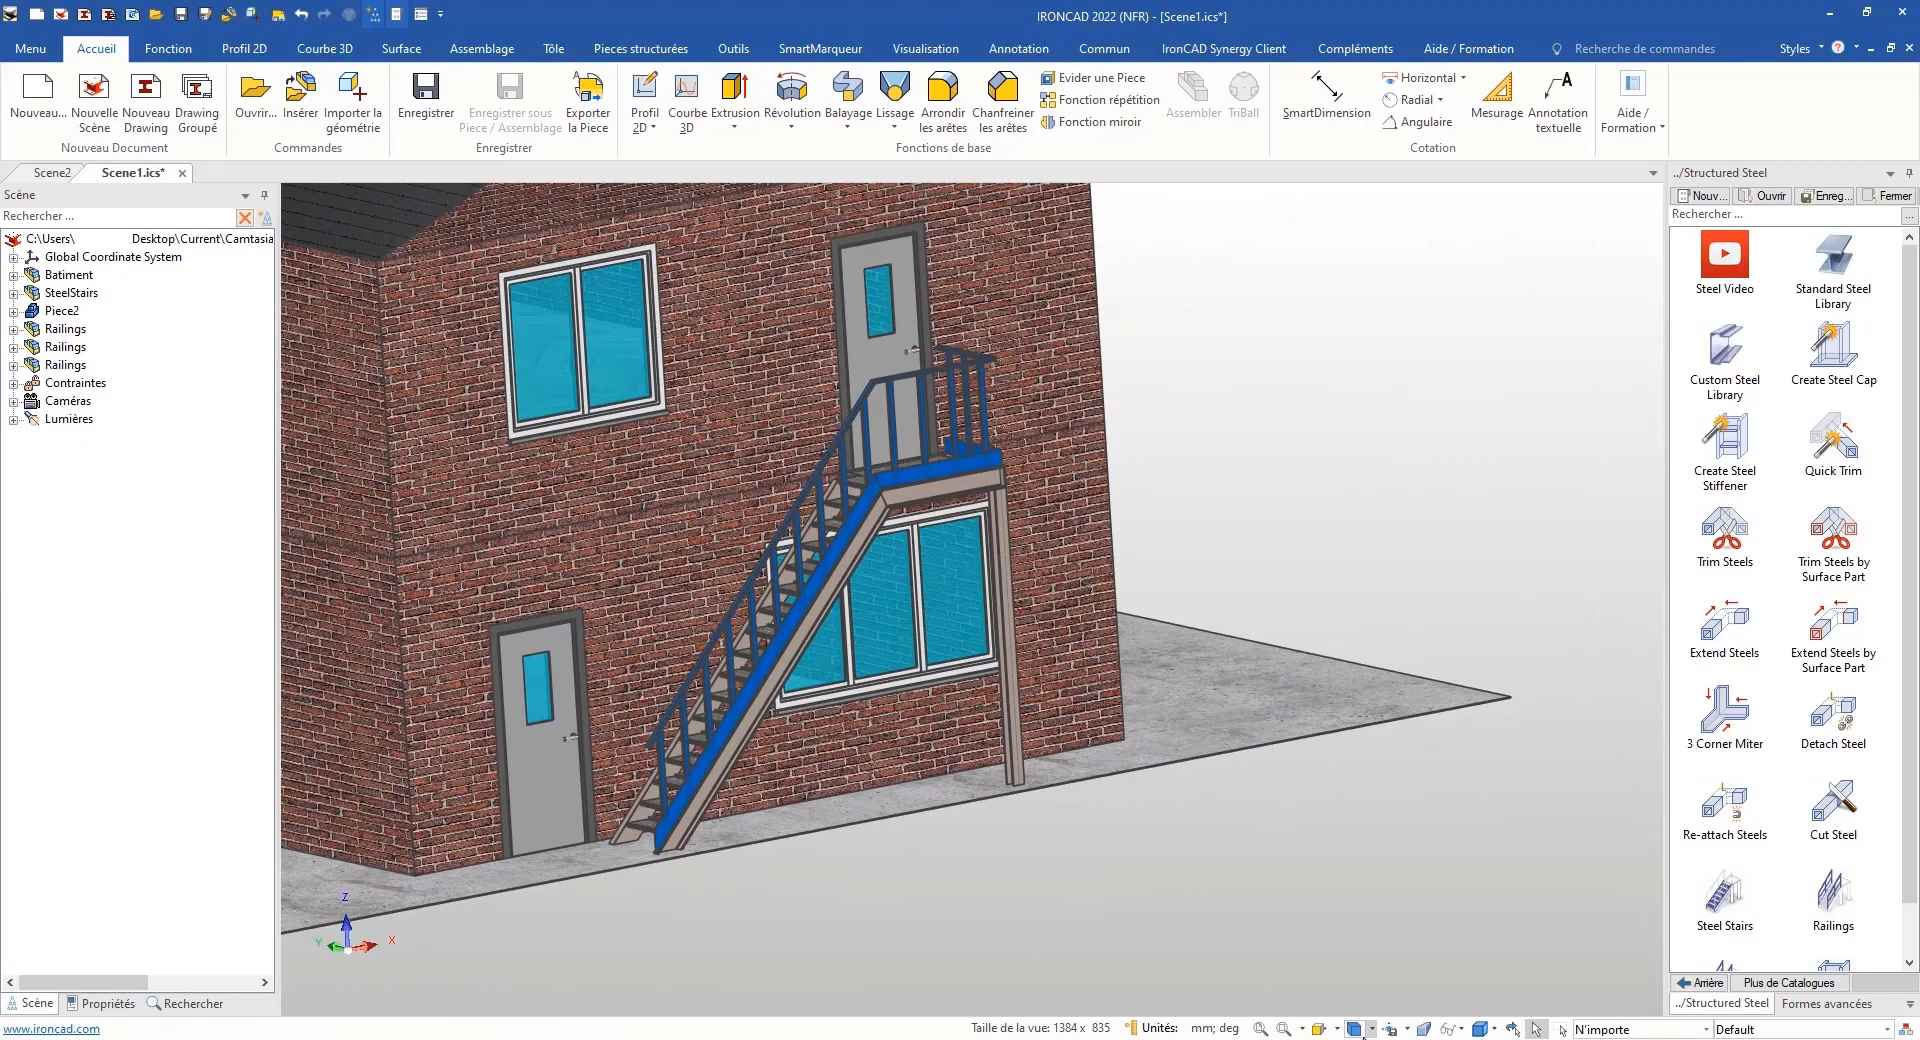 IRONCAD 2022 (NFR) - [Scene1.ics*]
Menu Accueil Fonction Profil 2D Courbe 3D Surface Assemblage Tôle Pieces structurées Outils SmartMarqueur Visualisation Annotation Commun IronCAD Synergy Client Compléments Aide / Formation Recherche de commandes Styles
Nouveau... Nouvelle Scène Nouveau Drawing Drawing Groupé
Nouveau Document
Ouvrir... Insérer Importer la géométrie
Commandes
Enregistrer Enregistrer sous Piece / Assemblage Exporter la Piece
Enregistrer
Profil 2D Courbe 3D Extrusion Révolution Balayage Lissage Arrondir les arêtes Chanfreiner les arêtes
Evider une Piece
Fonction répétition
Fonction miroir
Assembler TriBall
Fonctions de base
SmartDimension
Horizontal
Radial
Angulaire
Mesurage Annotation textuelle
Cotation
Aide / Formation
Scene2 Scene1.ics*
Scène
Rechercher ...
C:\Users\ Desktop\Current\Camtasia
Global Coordinate System
Batiment
SteelStairs
Piece2
Railings
Railings
Railings
Contraintes
Caméras
Lumières
Z
Y
X
../Structured Steel
Nouv... Ouvrir Enreg... Fermer
Rechercher ...
Steel Video
Standard Steel Library
Custom Steel Library
Create Steel Cap
Create Steel Stiffener
Quick Trim
Trim Steels
Trim Steels by Surface Part
Extend Steels
Extend Steels by Surface Part
3 Corner Miter
Detach Steel
Re-attach Steels
Cut Steel
Steel Stairs
Railings
Arrière Plus de Catalogues
../Structured Steel Formes avancées
Scène Propriétés Rechercher
www.ironcad.com
Taille de la vue: 1384 x 835 Unités: mm; deg N'importe Default